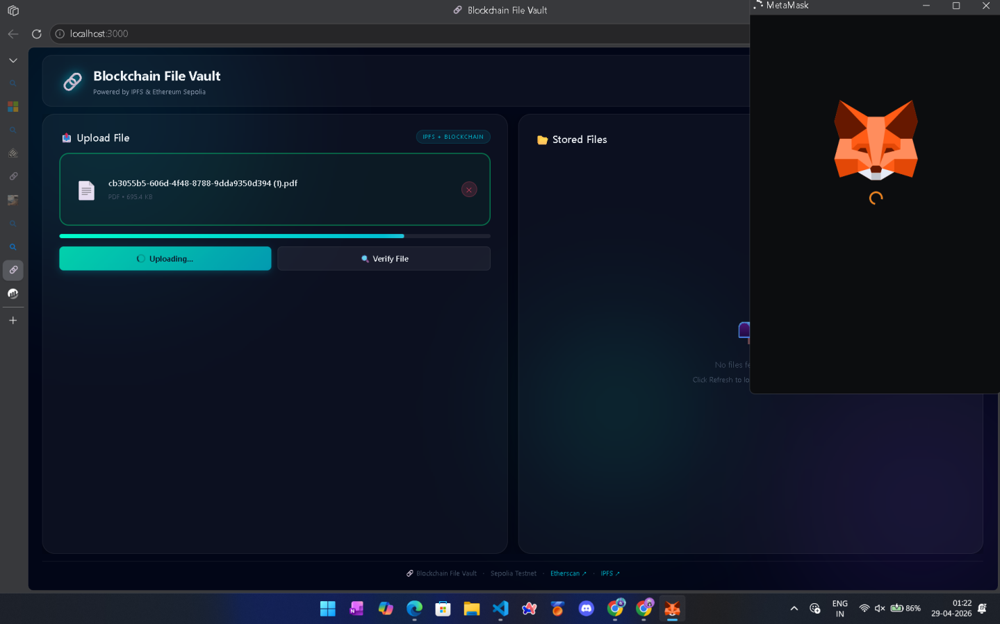 Blockchain File Vault
MetaMask
localhost:3000
Blockchain File Vault
Powered by IPFS & Ethereum Sepolia
Upload File
IPFS + BLOCKCHAIN
cb3055b5-606d-4f48-8788-9dda9350d394 (1).pdf
PDF • 695.4 KB
Uploading...
Verify File
Stored Files
No files fe
Click Refresh to lo
Blockchain File Vault · Sepolia Testnet · Etherscan ↗ · IPFS ↗
ENG
IN
86%
01:22
29-04-2026